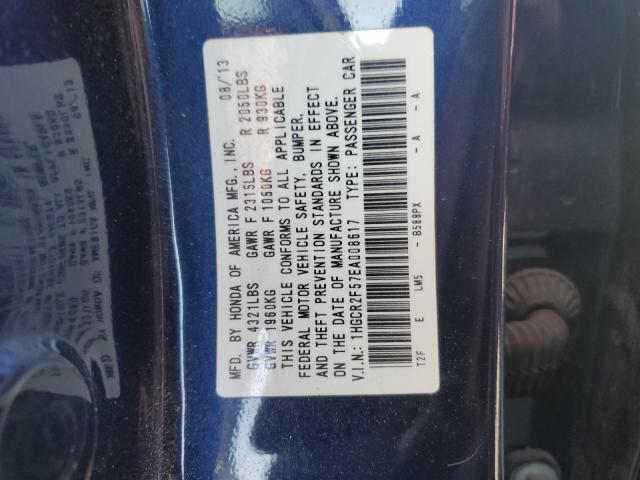 MFD. BY HONDA OF AMERICA MFG., INC. 08/13
GVWR 4321LBS GAWR F 2315LBS R 2050LBS
GVWR 1960KG GAWR F 1050KG R 930KG
THIS VEHICLE CONFORMS TO ALL APPLICABLE
FEDERAL MOTOR VEHICLE SAFETY, BUMPER,
AND THEFT PREVENTION STANDARDS IN EFFECT
ON THE DATE OF MANUFACTURE SHOWN ABOVE.
V.I.N.: 1HGCR2F57EA008617 TYPE: PASSENGER CAR
T2F E LM5 - B588PX - A - A